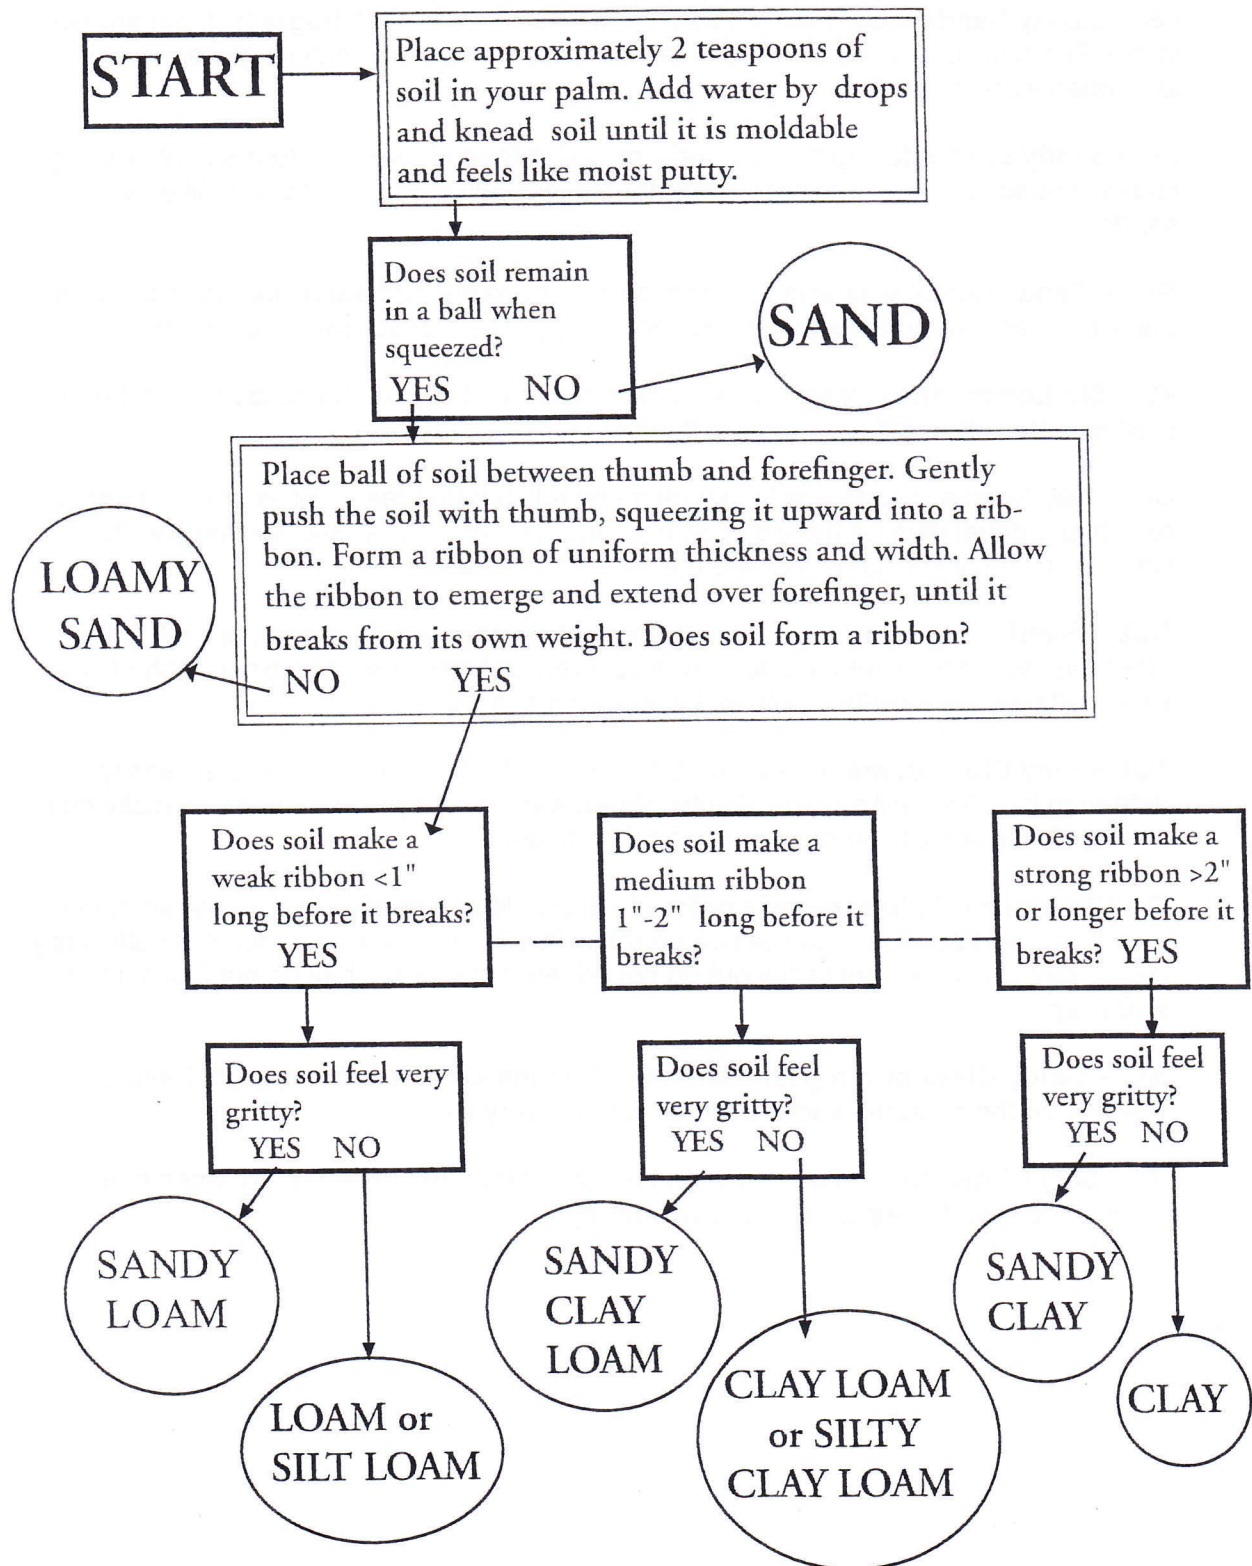 START
Place approximately 2 teaspoons of
soil in your palm. Add water by drops
and knead soil until it is moldable
and feels like moist putty.
Does soil remain
in a ball when
squeezed?
YES NO
SAND
Place ball of soil between thumb and forefinger. Gently
push the soil with thumb, squeezing it upward into a rib-
bon. Form a ribbon of uniform thickness and width. Allow
the ribbon to emerge and extend over forefinger, until it
breaks from its own weight. Does soil form a ribbon?
NO YES
LOAMY
SAND
Does soil make a
weak ribbon <1"
long before it breaks?
YES
Does soil make a
medium ribbon
1"-2" long before it
breaks?
Does soil make a
strong ribbon >2"
or longer before it
breaks? YES
Does soil feel very
gritty?
YES NO
Does soil feel
very gritty?
YES NO
Does soil feel
very gritty?
YES NO
SANDY
LOAM
LOAM or
SILT LOAM
SANDY
CLAY
LOAM
CLAY LOAM
or SILTY
CLAY LOAM
SANDY
CLAY
CLAY